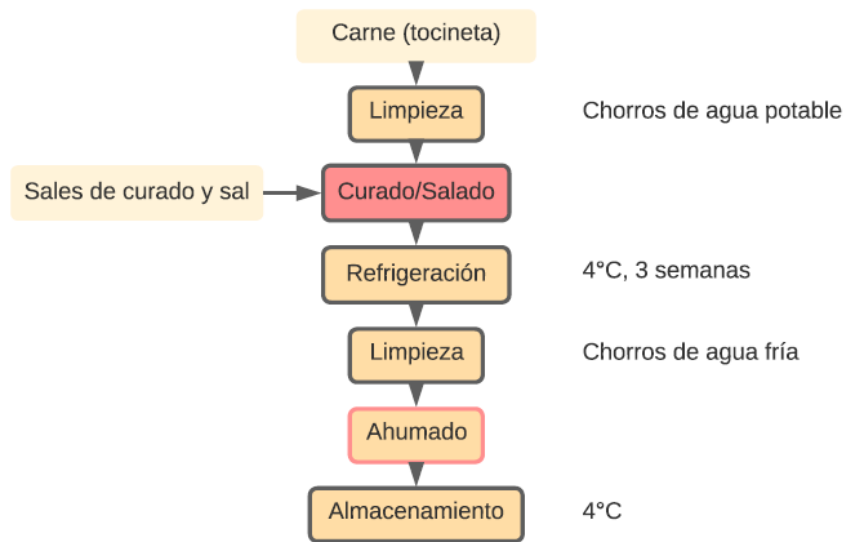 Carne (tocineta)
Limpieza
Chorros de agua potable
Sales de curado y sal
Curado/Salado
Refrigeración
4°C, 3 semanas
Limpieza
Chorros de agua fría
Ahumado
Almacenamiento
4°C